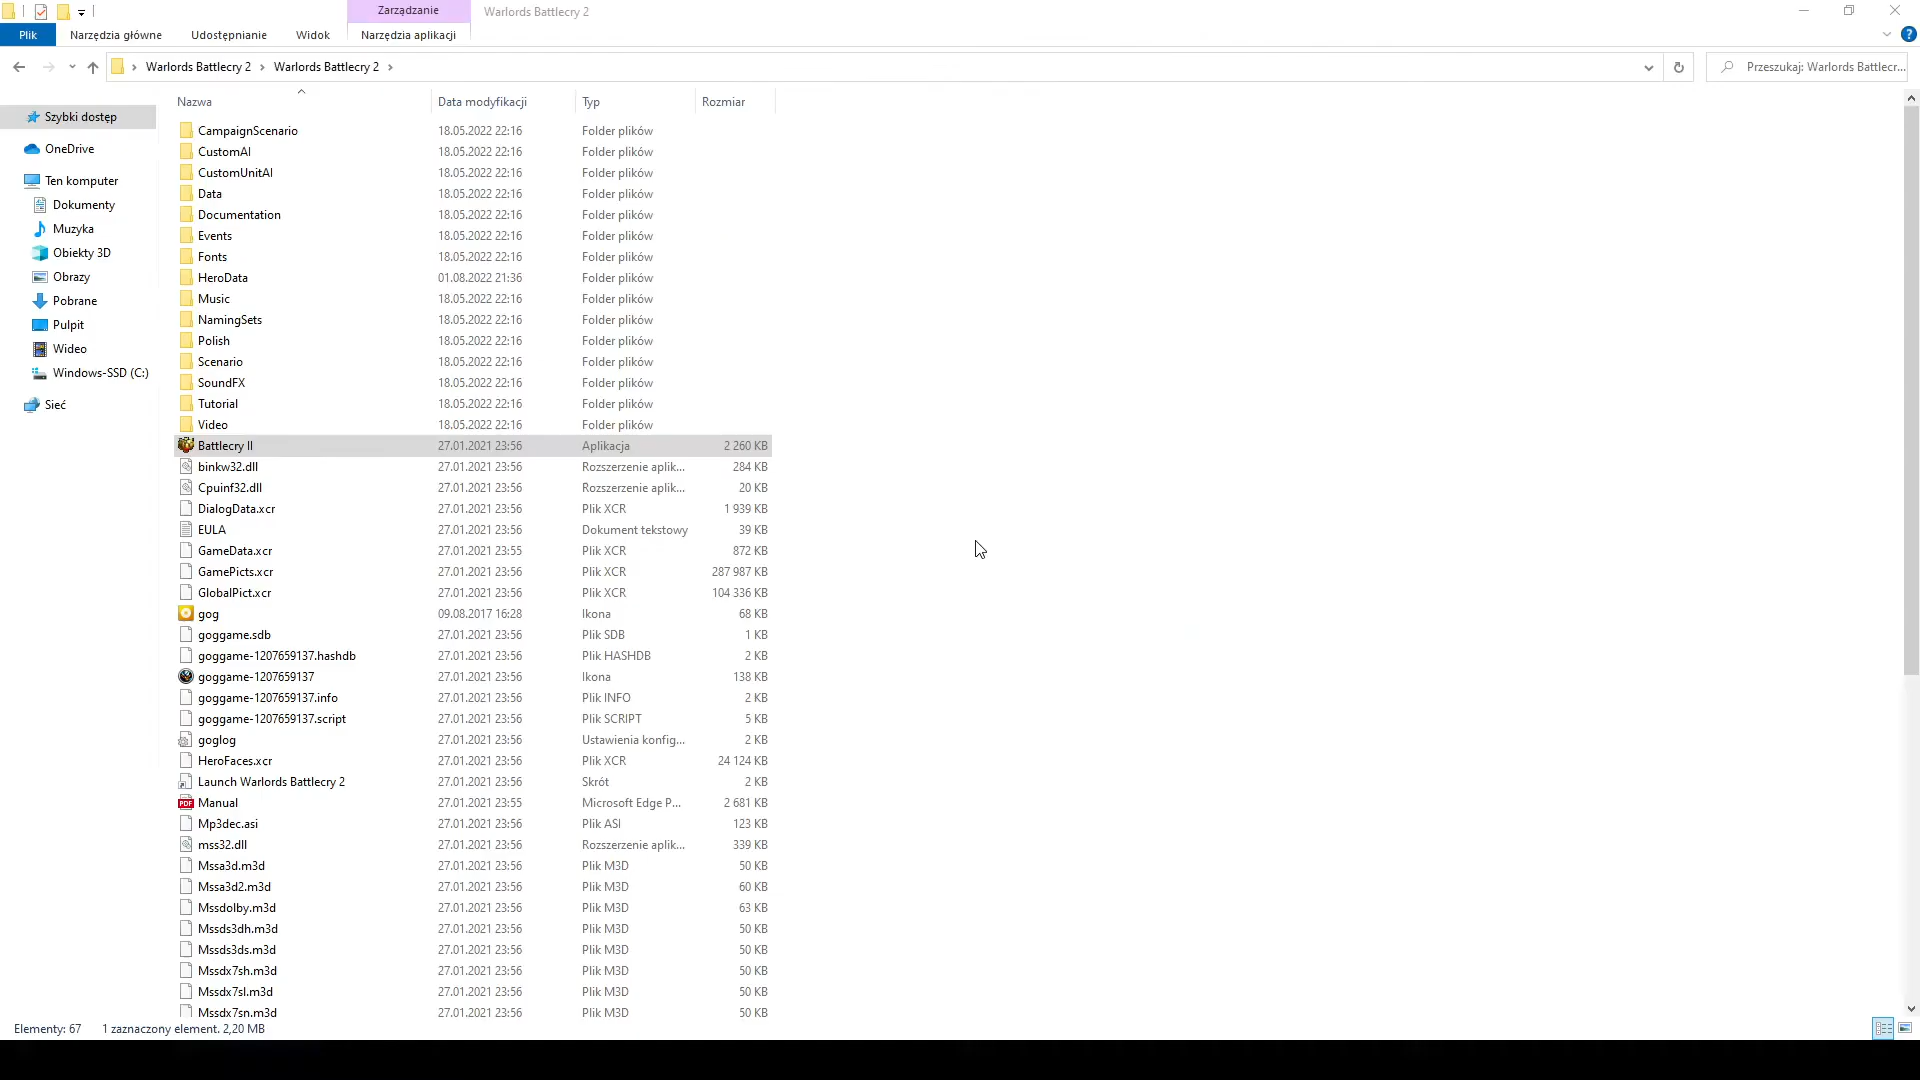 Zarządzanie Warlords Battlecry 2
Plik Narzędzia główne Udostępnianie Widok Narzędzia aplikacji
Warlords Battlecry 2 Warlords Battlecry 2 Przeszukaj: Warlords Battlecr...
Nazwa Data modyfikacji Typ Rozmiar
Szybki dostęp
OneDrive
Ten komputer
Dokumenty
Muzyka
Obiekty 3D
Obrazy
Pobrane
Pulpit
Wideo
Windows-SSD (C:)
Sieć
CampaignScenario 18.05.2022 22:16 Folder plików
CustomAI 18.05.2022 22:16 Folder plików
CustomUnitAI 18.05.2022 22:16 Folder plików
Data 18.05.2022 22:16 Folder plików
Documentation 18.05.2022 22:16 Folder plików
Events 18.05.2022 22:16 Folder plików
Fonts 18.05.2022 22:16 Folder plików
HeroData 01.08.2022 21:36 Folder plików
Music 18.05.2022 22:16 Folder plików
NamingSets 18.05.2022 22:16 Folder plików
Polish 18.05.2022 22:16 Folder plików
Scenario 18.05.2022 22:16 Folder plików
SoundFX 18.05.2022 22:16 Folder plików
Tutorial 18.05.2022 22:16 Folder plików
Video 18.05.2022 22:16 Folder plików
Battlecry II 27.01.2021 23:56 Aplikacja 2 260 KB
binkw32.dll 27.01.2021 23:56 Rozszerzenie aplik... 284 KB
Cpuinf32.dll 27.01.2021 23:56 Rozszerzenie aplik... 20 KB
DialogData.xcr 27.01.2021 23:56 Plik XCR 1 939 KB
EULA 27.01.2021 23:56 Dokument tekstowy 39 KB
GameData.xcr 27.01.2021 23:55 Plik XCR 872 KB
GamePicts.xcr 27.01.2021 23:56 Plik XCR 287 987 KB
GlobalPict.xcr 27.01.2021 23:56 Plik XCR 104 336 KB
gog 09.08.2017 16:28 Ikona 68 KB
goggame.sdb 27.01.2021 23:56 Plik SDB 1 KB
goggame-1207659137.hashdb 27.01.2021 23:56 Plik HASHDB 2 KB
goggame-1207659137 27.01.2021 23:56 Ikona 138 KB
goggame-1207659137.info 27.01.2021 23:56 Plik INFO 2 KB
goggame-1207659137.script 27.01.2021 23:56 Plik SCRIPT 5 KB
goglog 27.01.2021 23:56 Ustawienia konfig... 2 KB
HeroFaces.xcr 27.01.2021 23:56 Plik XCR 24 124 KB
Launch Warlords Battlecry 2 27.01.2021 23:56 Skrót 2 KB
PDF Manual 27.01.2021 23:55 Microsoft Edge P... 2 681 KB
Mp3dec.asi 27.01.2021 23:56 Plik ASI 123 KB
mss32.dll 27.01.2021 23:56 Rozszerzenie aplik... 339 KB
Mssa3d.m3d 27.01.2021 23:56 Plik M3D 50 KB
Mssa3d2.m3d 27.01.2021 23:56 Plik M3D 60 KB
Mssdolby.m3d 27.01.2021 23:56 Plik M3D 63 KB
Mssds3dh.m3d 27.01.2021 23:56 Plik M3D 50 KB
Mssds3ds.m3d 27.01.2021 23:56 Plik M3D 50 KB
Mssdx7sh.m3d 27.01.2021 23:56 Plik M3D 50 KB
Mssdx7sl.m3d 27.01.2021 23:56 Plik M3D 50 KB
Mssdx7sn.m3d 27.01.2021 23:56 Plik M3D 50 KB
Elementy: 67 1 zaznaczony element. 2,20 MB